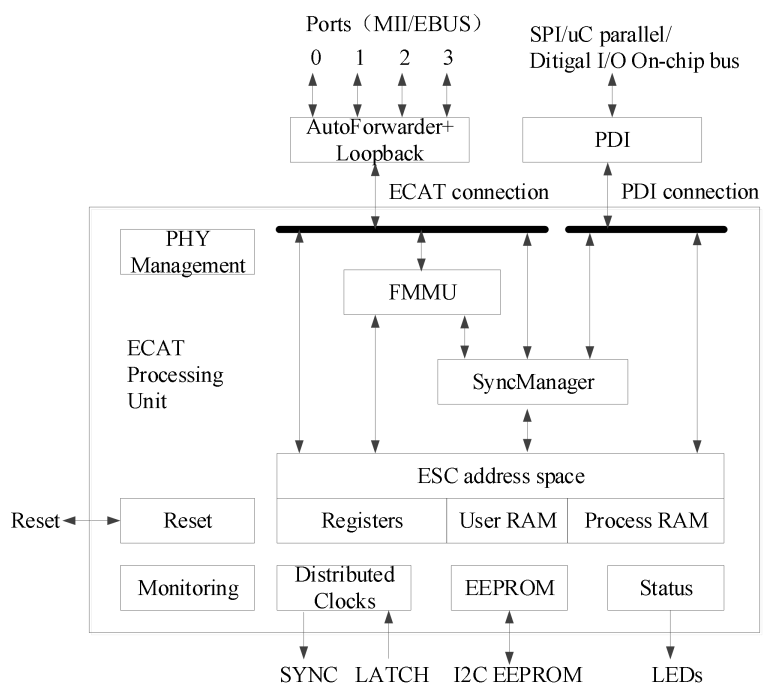 Ports（MII/EBUS）
0 1 2 3
SPI/uC parallel/
Ditigal I/O On-chip bus
AutoForwarder+
Loopback
PDI
ECAT connection
PDI connection
PHY
Management
FMMU
ECAT
Processing
Unit
SyncManager
ESC address space
Reset
Reset
Registers
User RAM
Process RAM
Monitoring
Distributed
Clocks
EEPROM
Status
SYNC
LATCH
I2C EEPROM
LEDs